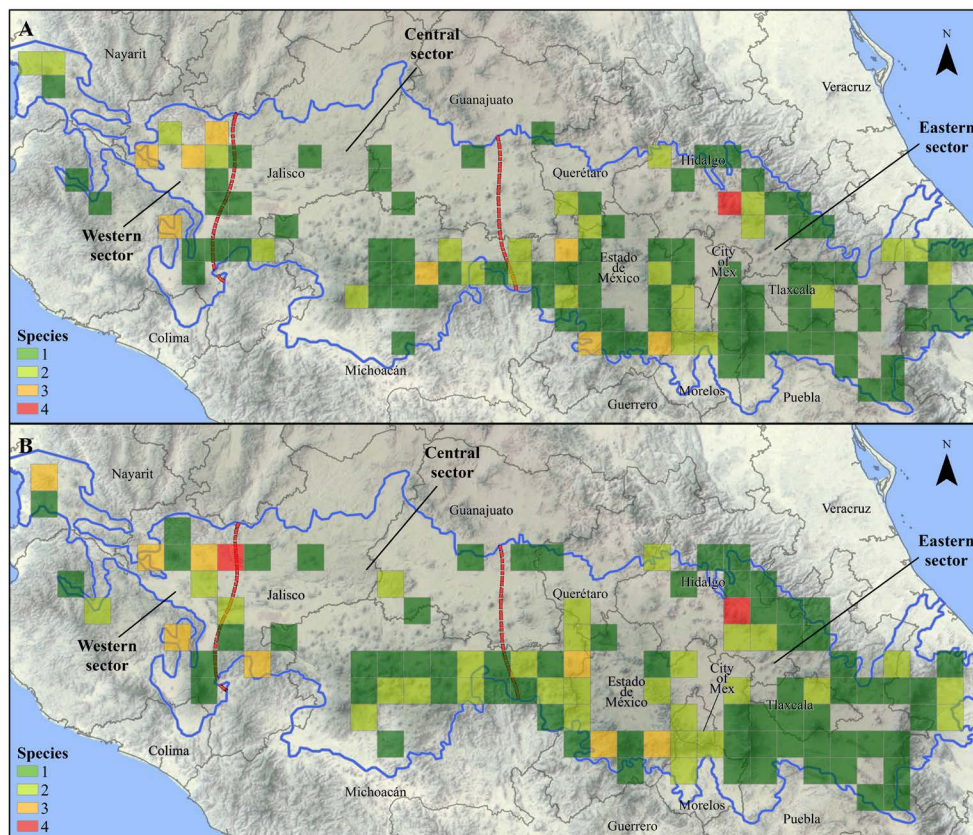 A
Nayarit
Central
sector
Guanajuato
N
Veracruz
Eastern
sector
Querétaro
Hidalgo
Jalisco
Western
sector
Estado
de
México
City
of
Mex
Tlaxcala
Colima
Michoacán
Guerrero
Morelos
Puebla
Species
1
2
3
4
B
Nayarit
Central
sector
Guanajuato
N
Veracruz
Eastern
sector
Querétaro
Hidalgo
Jalisco
Western
sector
Estado
de
México
City
of
Mex
Tlaxcala
Colima
Michoacán
Guerrero
Morelos
Puebla
Species
1
2
3
4